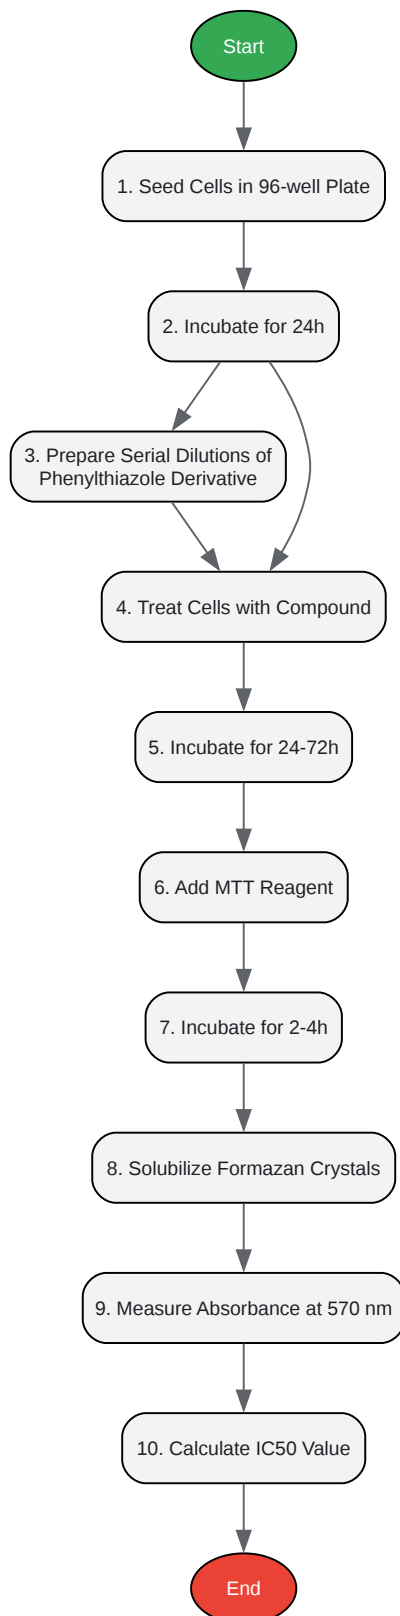 Start
1. Seed Cells in 96-well Plate
2. Incubate for 24h
3. Prepare Serial Dilutions of
Phenylthiazole Derivative
4. Treat Cells with Compound
5. Incubate for 24-72h
6. Add MTT Reagent
7. Incubate for 2-4h
8. Solubilize Formazan Crystals
9. Measure Absorbance at 570 nm
10. Calculate IC50 Value
End